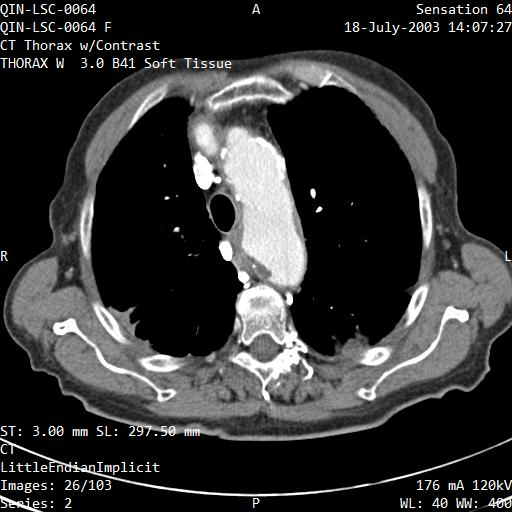 QIN-LSC-0064 A Sensation 64
QIN-LSC-0064 F 18-July-2003 14:07:27
CT Thorax w/Contrast
THORAX W 3.0 B41 Soft Tissue
R L
ST: 3.00 mm SL: 297.50 mm
CT
LittleEndianImplicit
Images: 26/103 176 mA 120kV
Series: 2 P WL: 40 WW: 400